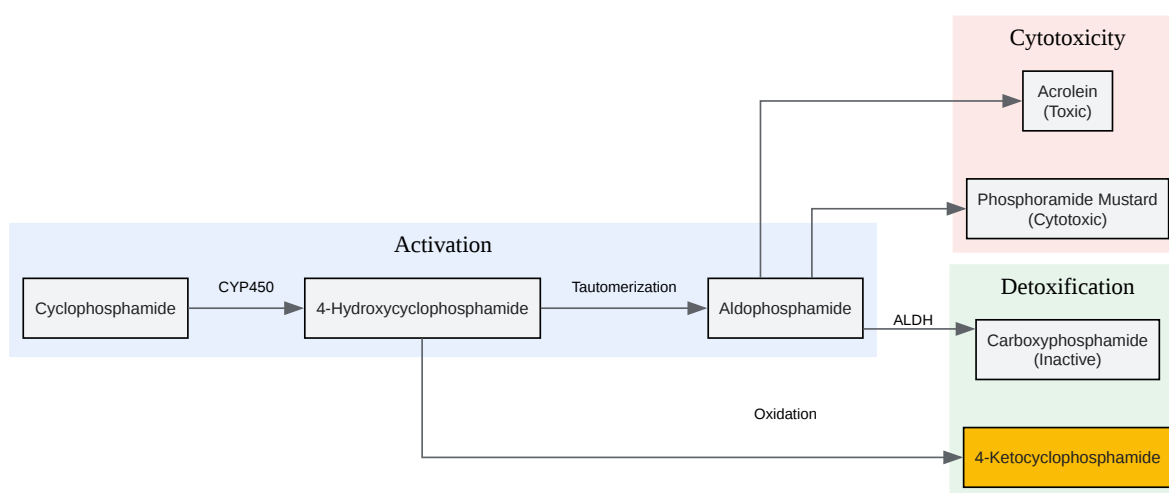 Cytotoxicity
Acrolein
(Toxic)
Phosphoramide Mustard
(Cytotoxic)
Activation
Cyclophosphamide
CYP450
4-Hydroxycyclophosphamide
Tautomerization
Aldophosphamide
ALDH
Detoxification
Carboxyphosphamide
(Inactive)
Oxidation
4-Ketocyclophosphamide